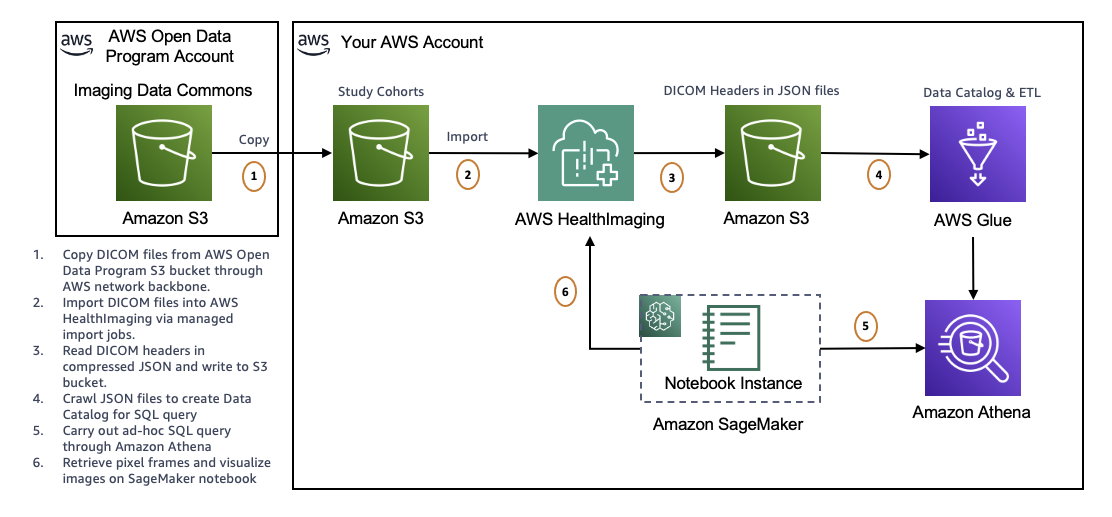 aws
AWS Open Data
Program Account
Imaging Data Commons
Copy
1
Amazon S3
aws
Your AWS Account
Study Cohorts
Import
2
Amazon S3
AWS HealthImaging
3
DICOM Headers in JSON files
Amazon S3
4
Data Catalog & ETL
AWS Glue
6
5
Notebook Instance
Amazon SageMaker
Amazon Athena
1. Copy DICOM files from AWS Open
Data Program S3 bucket through
AWS network backbone.
2. Import DICOM files into AWS
HealthImaging via managed
import jobs.
3. Read DICOM headers in
compressed JSON and write to S3
bucket.
4. Crawl JSON files to create Data
Catalog for SQL query
5. Carry out ad-hoc SQL query
through Amazon Athena
6. Retrieve pixel frames and visualize
images on SageMaker notebook